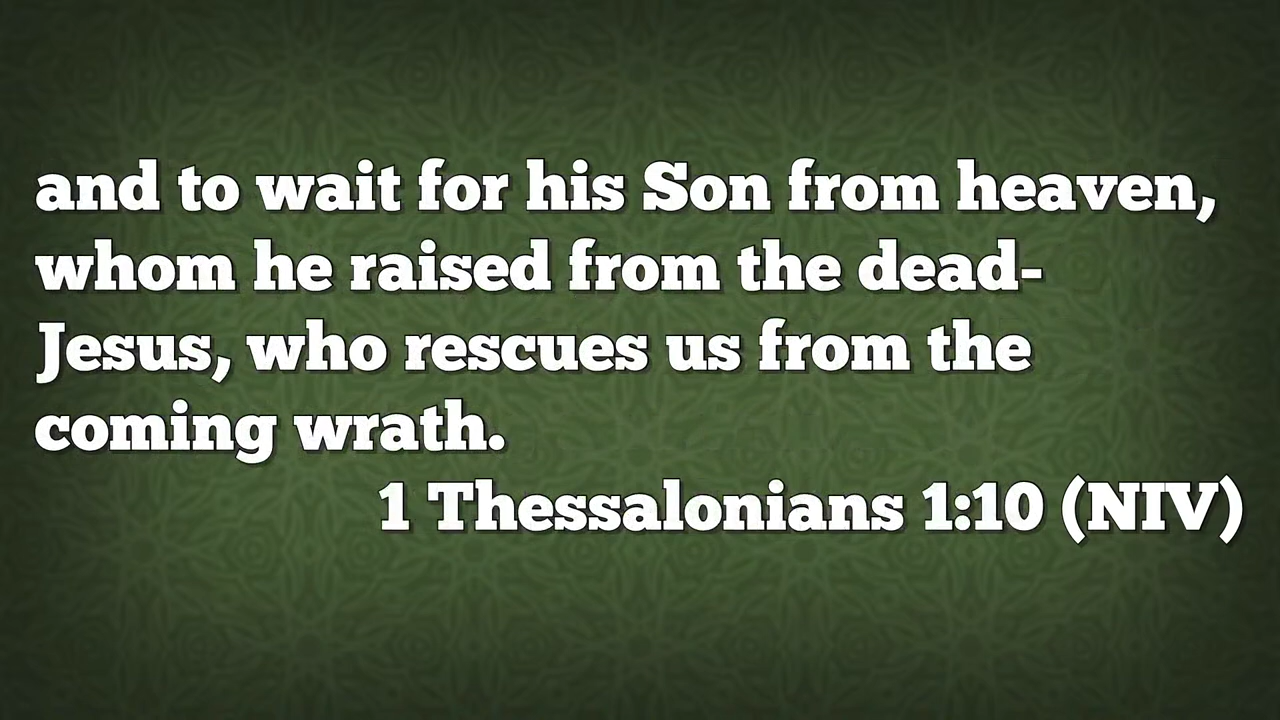 and to wait for his Son from heaven,
whom he raised from the dead-
Jesus, who rescues us from the
coming wrath.
1 Thessalonians 1:10 (NIV)